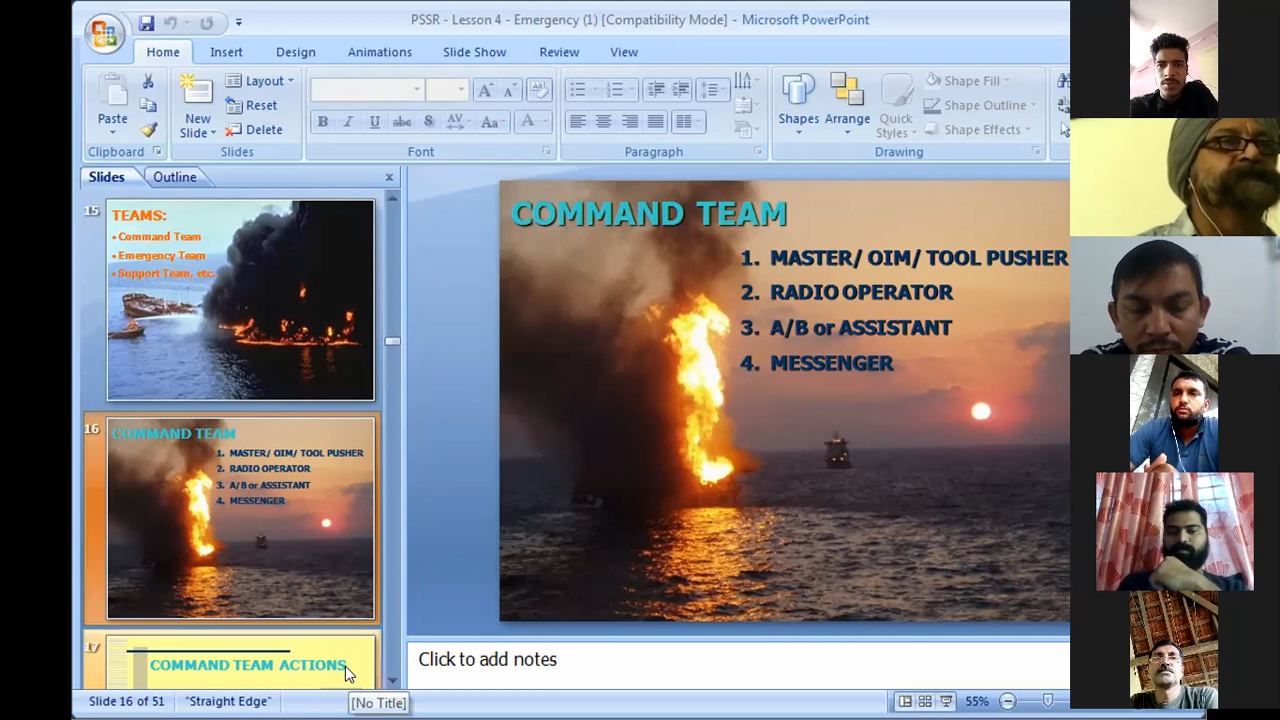 PSSR - Lesson 4 - Emergency (1) [Compatibility Mode] - Microsoft PowerPoint
Home Insert Design Animations Slide Show Review View
Paste
New Slide
Layout
Reset
Delete
Shapes Arrange Quick Styles
Shape Fill
Shape Outline
Shape Effects
Clipboard Slides Font Paragraph Drawing
Slides Outline
15
TEAMS:
• Command Team
• Emergency Team
• Support Team, etc.
16
COMMAND TEAM
1. MASTER/ OIM/ TOOL PUSHER
2. RADIO OPERATOR
3. A/B or ASSISTANT
4. MESSENGER
17
COMMAND TEAM ACTIONS
COMMAND TEAM
1. MASTER/ OIM/ TOOL PUSHER
2. RADIO OPERATOR
3. A/B or ASSISTANT
4. MESSENGER
Click to add notes
Slide 16 of 51 "Straight Edge" [No Title] 55%